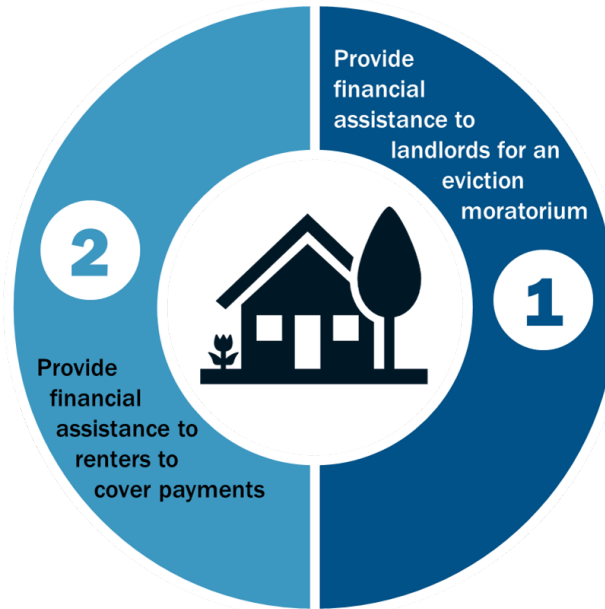 Provide
financial
assistance to
landlords for an
eviction
moratorium
1
2
Provide
financial
assistance to
renters to
cover payments